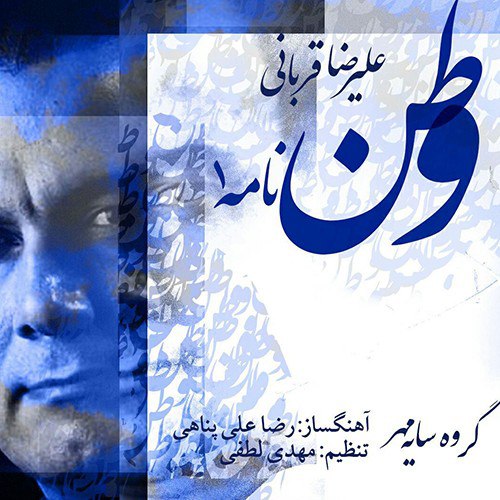 علیرضا قربانی
وطن
نامه ۱
گروه سایه مهر
آهنگساز: رضا علی پناهی
تنظیم: مهدی لطفی